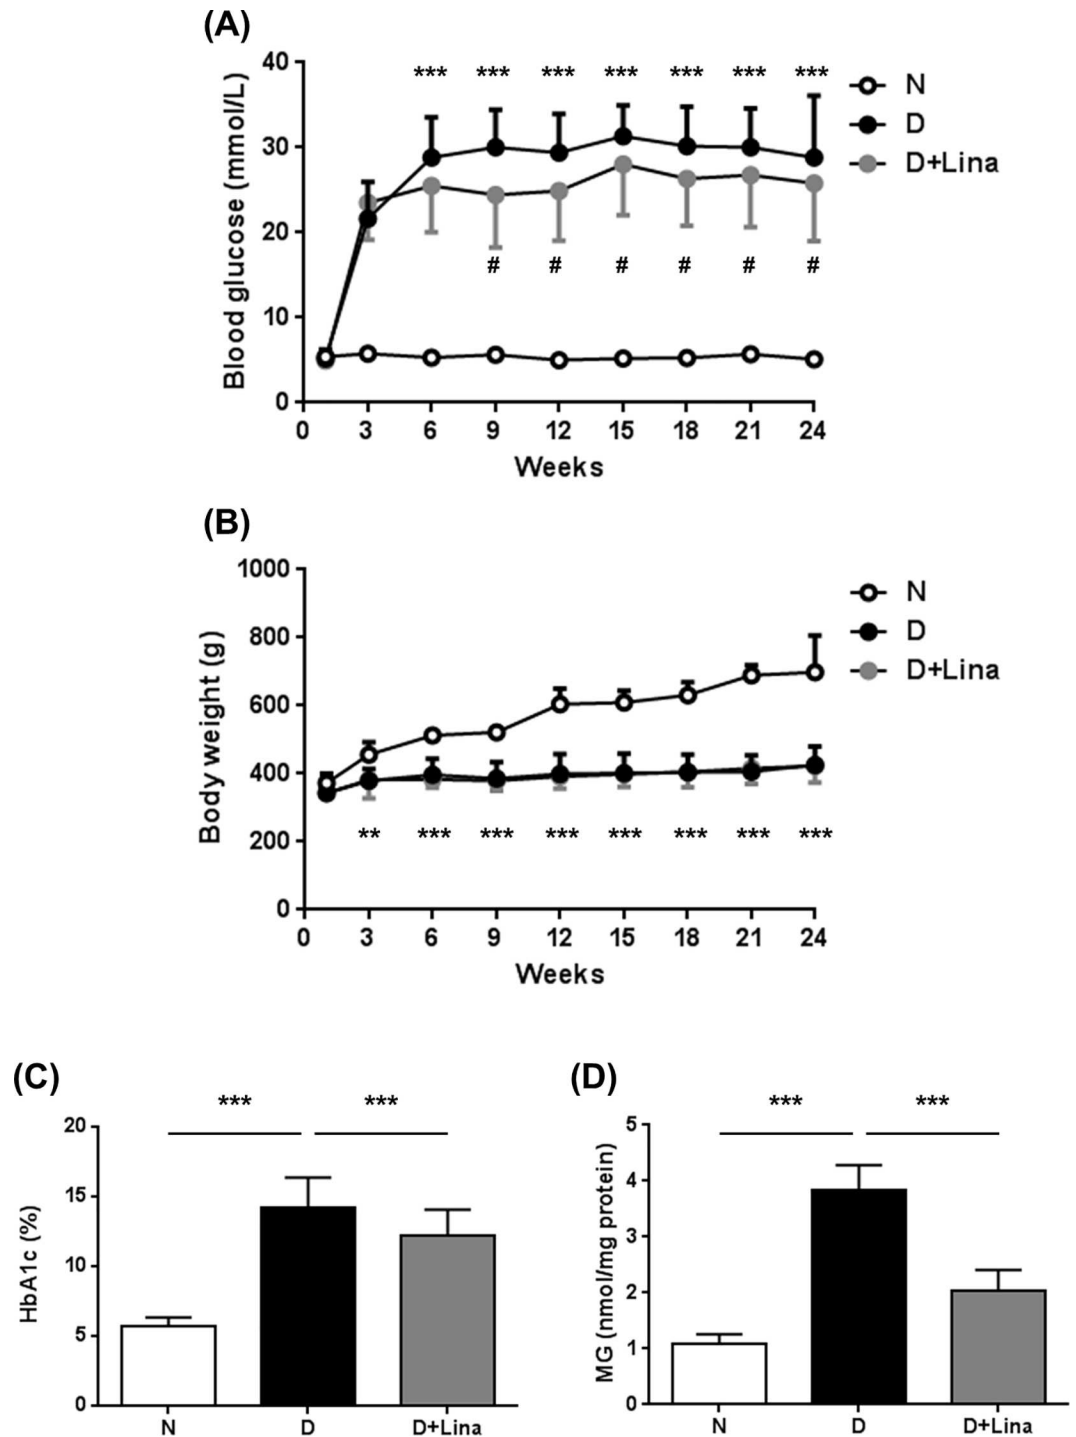 (A)
Blood glucose (mmol/L)
40
30
20
10
0
*** *** *** *** *** *** ***
# # # # # #
0 3 6 9 12 15 18 21 24
Weeks
N
D
D+Lina
(B)
Body weight (g)
1000
800
600
400
200
0
** *** *** *** *** *** *** ***
0 3 6 9 12 15 18 21 24
Weeks
N
D
D+Lina
(C)
HbA1c (%)
20
15
10
5
0
*** ***
N D D+Lina
(D)
MG (nmol/mg protein)
5
4
3
2
1
0
*** ***
N D D+Lina